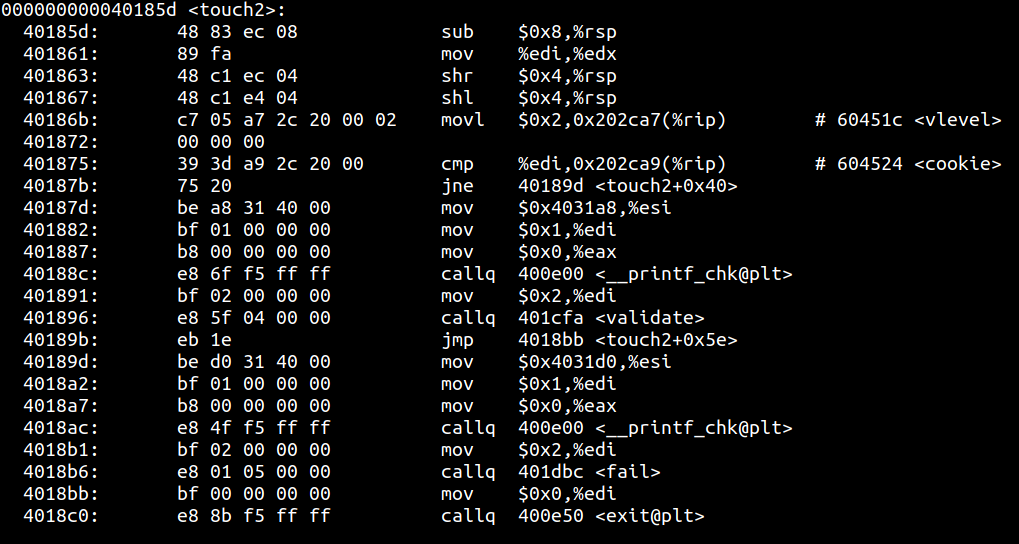 000000000040185d <touch2>:
40185d: 48 83 ec 08 sub $0x8,%rsp
401861: 89 fa mov %edi,%edx
401863: 48 c1 ec 04 shr $0x4,%rsp
401867: 48 c1 e4 04 shl $0x4,%rsp
40186b: c7 05 a7 2c 20 00 02 movl $0x2,0x202ca7(%rip) # 60451c <vlevel>
401872: 00 00 00
401875: 39 3d a9 2c 20 00 cmp %edi,0x202ca9(%rip) # 604524 <cookie>
40187b: 75 20 jne 40189d <touch2+0x40>
40187d: be a8 31 40 00 mov $0x4031a8,%esi
401882: bf 01 00 00 00 mov $0x1,%edi
401887: b8 00 00 00 00 mov $0x0,%eax
40188c: e8 6f f5 ff ff callq 400e00 <__printf_chk@plt>
401891: bf 02 00 00 00 mov $0x2,%edi
401896: e8 5f 04 00 00 callq 401cfa <validate>
40189b: eb 1e jmp 4018bb <touch2+0x5e>
40189d: be d0 31 40 00 mov $0x4031d0,%esi
4018a2: bf 01 00 00 00 mov $0x1,%edi
4018a7: b8 00 00 00 00 mov $0x0,%eax
4018ac: e8 4f f5 ff ff callq 400e00 <__printf_chk@plt>
4018b1: bf 02 00 00 00 mov $0x2,%edi
4018b6: e8 01 05 00 00 callq 401dbc <fail>
4018bb: bf 00 00 00 00 mov $0x0,%edi
4018c0: e8 8b f5 ff ff callq 400e50 <exit@plt>